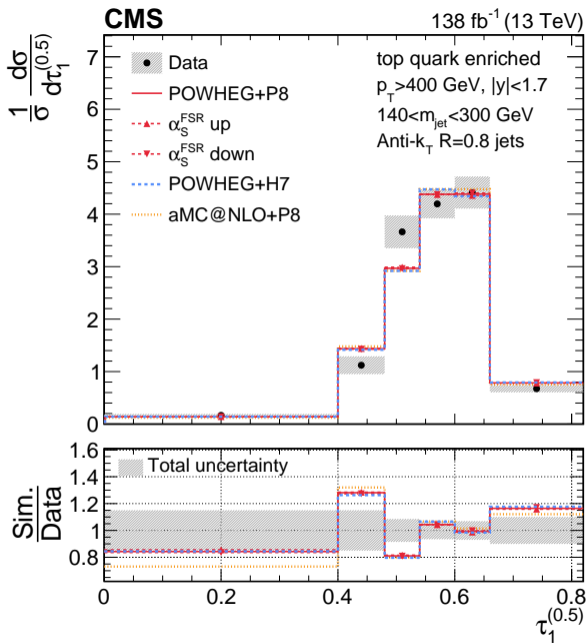 CMS 138 fb⁻¹ (13 TeV)
1/σ dσ/dτ₁^(0.5)
7
6
5
4
3
2
1
0
Data
POWHEG+P8
α_S^FSR up
α_S^FSR down
POWHEG+H7
aMC@NLO+P8
top quark enriched
p_T>400 GeV, |y|<1.7
140<m_jet<300 GeV
Anti-k_T R=0.8 jets
Sim./Data
1.6
1.4
1.2
1
0.8
Total uncertainty
0 0.2 0.4 0.6 0.8
τ₁^(0.5)